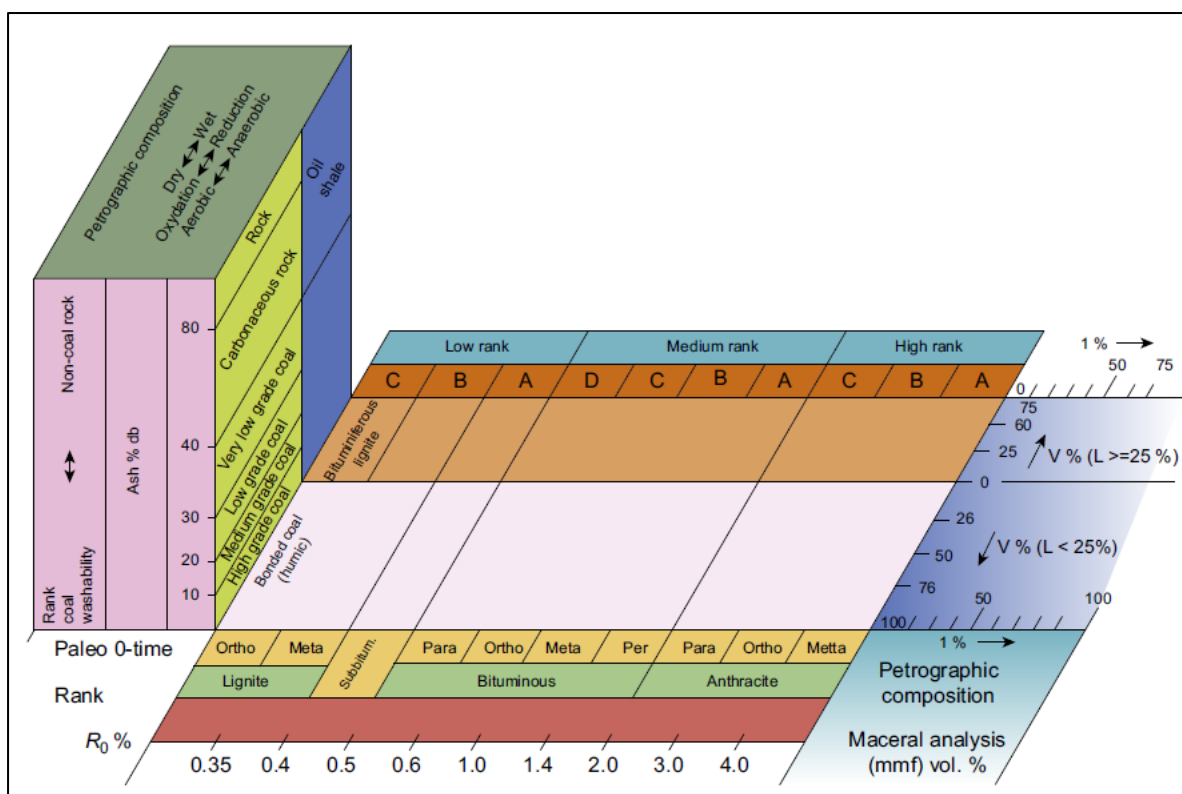 Petrographic composition
Dry ↔ Wet
Oxydation ↔ Reduction
Aerobic ↔ Anaerobic
Oil
shale
Rock
Carbonaceous rock
Very low grade coal
Low grade coal
Medium grade coal
High grade coal
Non-coal rock
Rank
coal
washability
Ash % db
80
40
30
20
10
Low rank
Medium rank
High rank
C B A D C B A C B A
Bituminiferous
lignite
Bonded coal
(humic)
1 % →
0 50 75
75
60
25
0
V % (L >=25 %)
26
50
76
100
V % (L < 25%)
50
100
1 % →
Paleo 0-time
Ortho Meta Subbitum. Para Ortho Meta Per Para Ortho Metta
Rank
Lignite Bituminous Anthracite
R0 %
0.35 0.4 0.5 0.6 1.0 1.4 2.0 3.0 4.0
Petrographic
composition
Maceral analysis
(mmf) vol. %